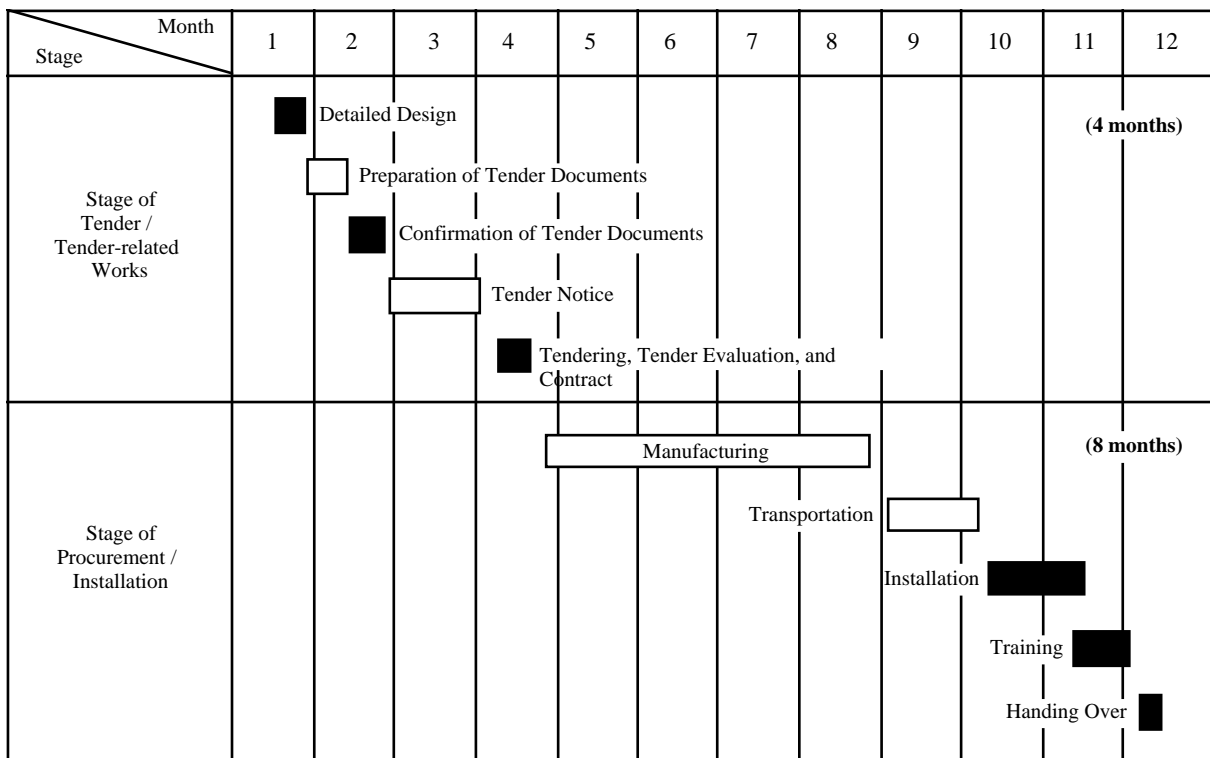 Month
Stage
1 2 3 4 5 6 7 8 9 10 11 12
Stage of
Tender /
Tender-related
Works
Detailed Design
(4 months)
Preparation of Tender Documents
Confirmation of Tender Documents
Tender Notice
Tendering, Tender Evaluation, and
Contract
Stage of
Procurement /
Installation
Manufacturing
(8 months)
Transportation
Installation
Training
Handing Over